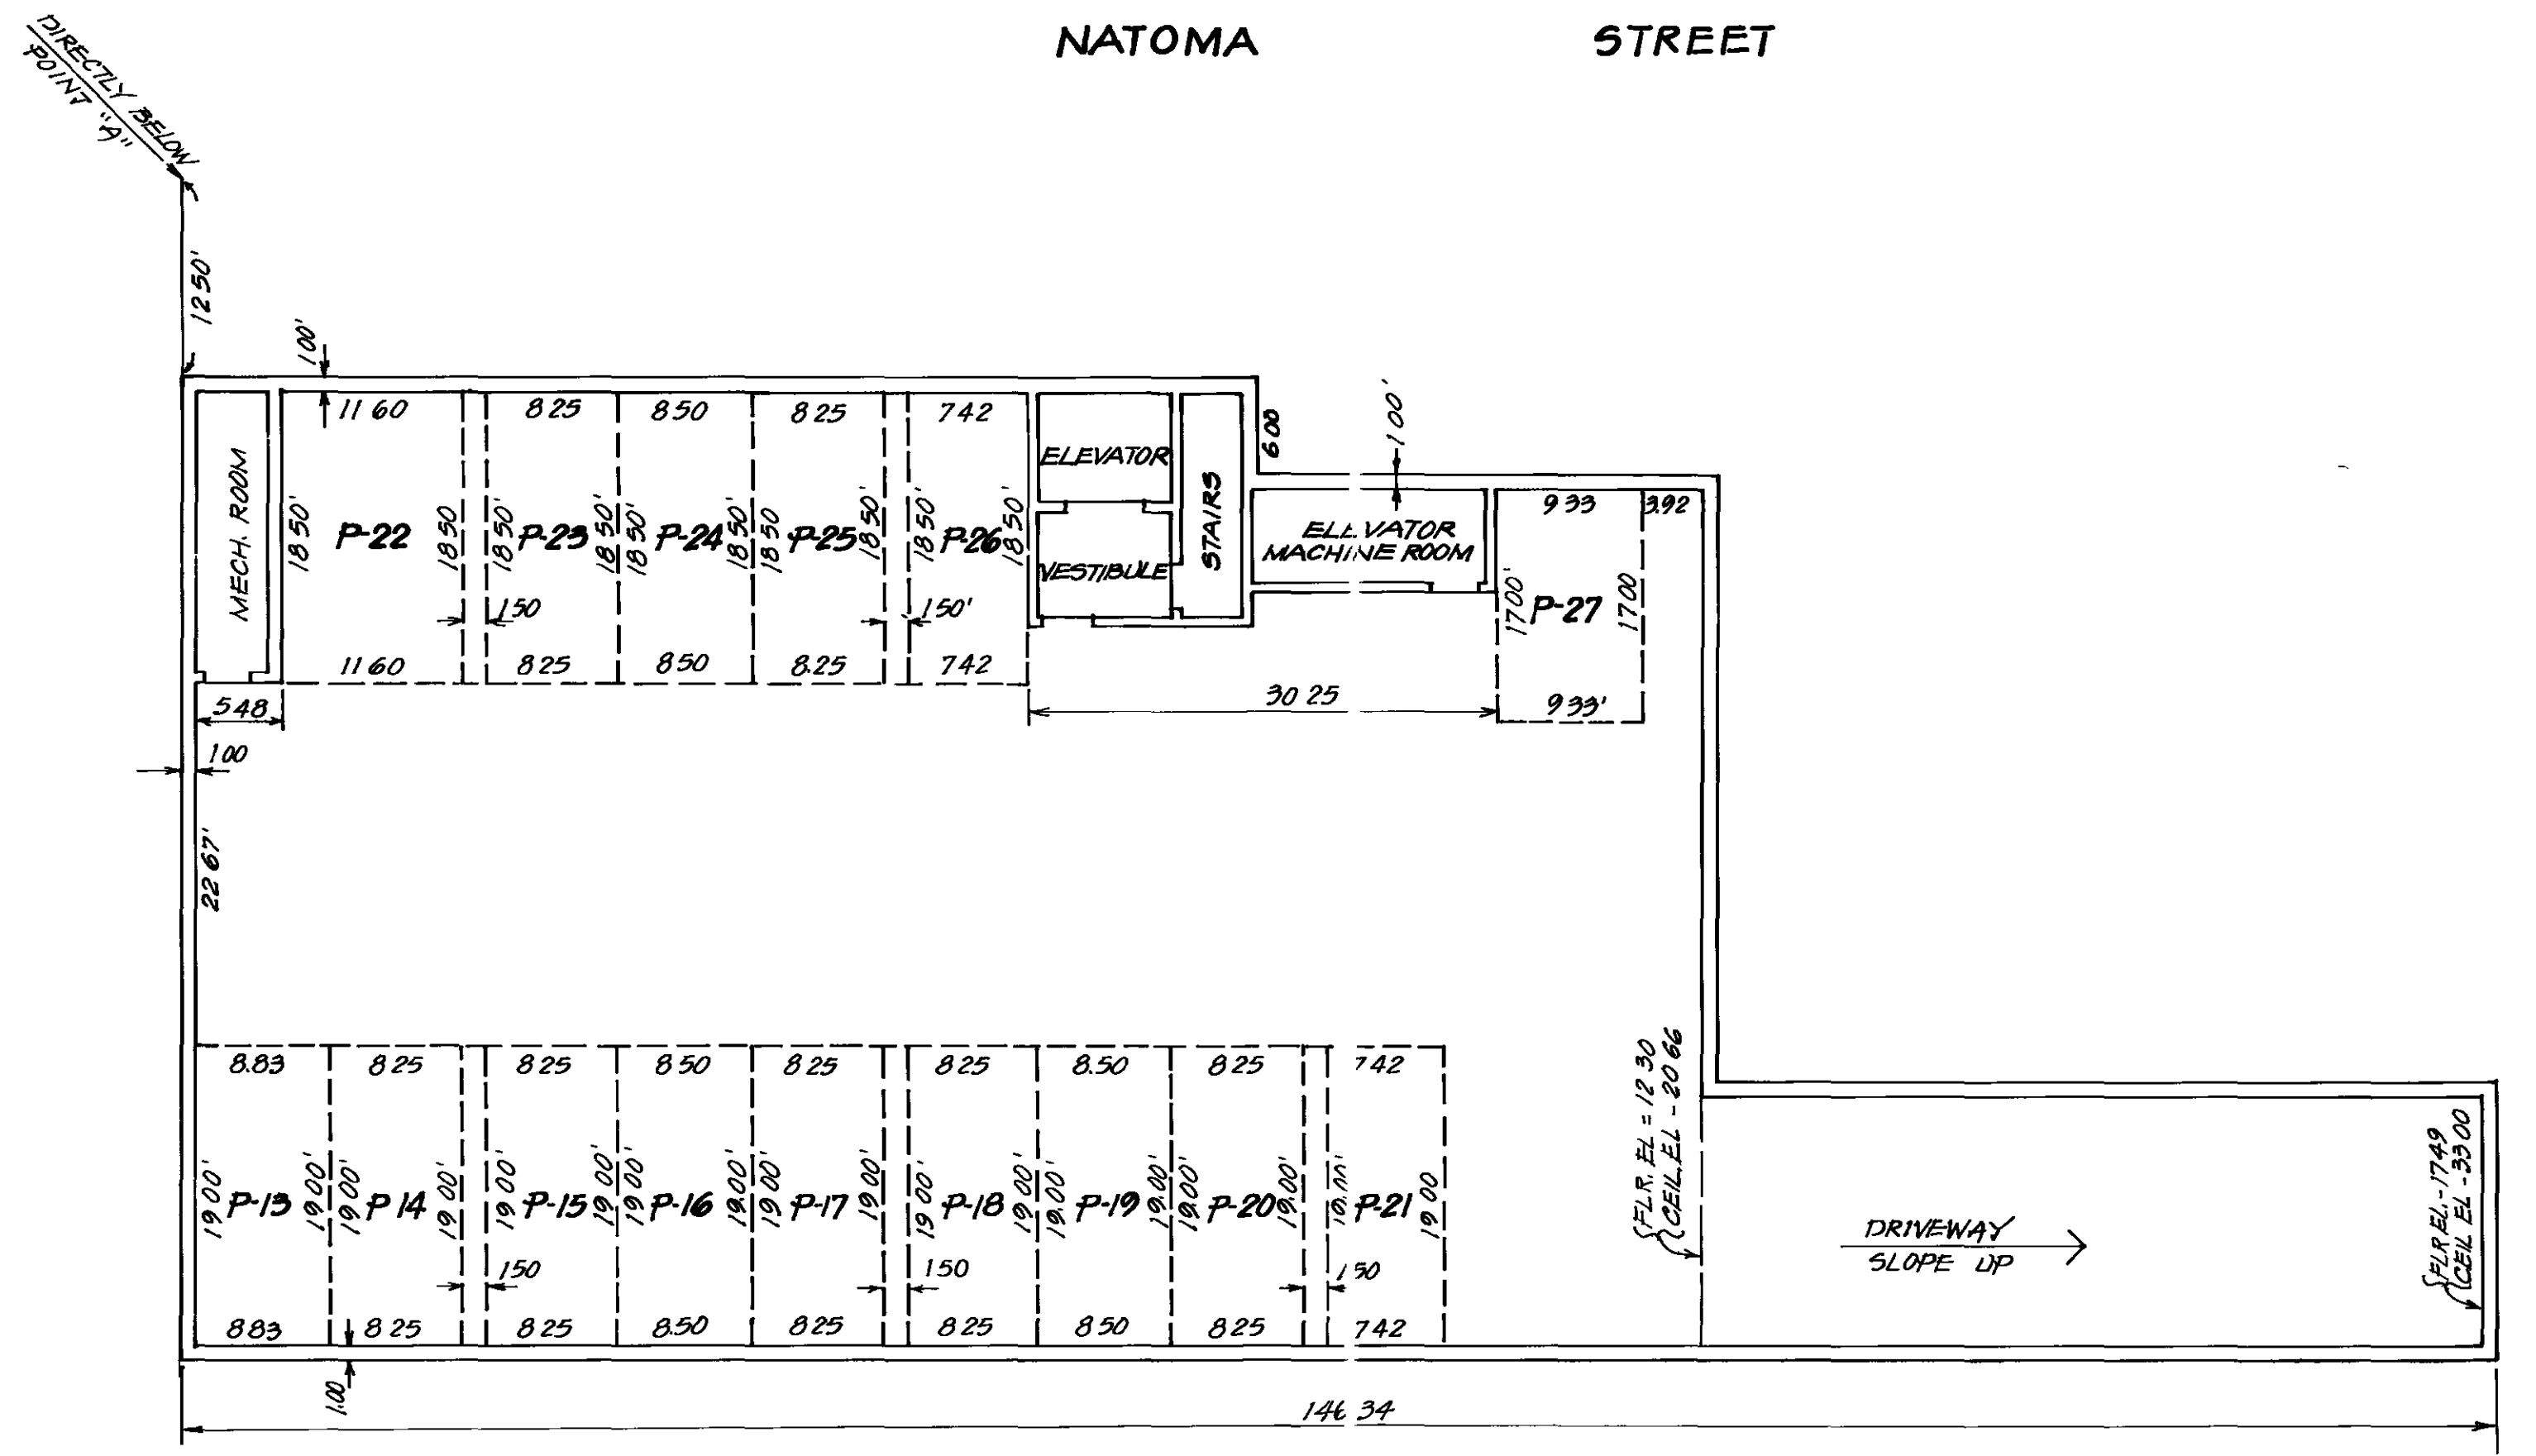 NATOMA STREET
DIRECTLY BELOW
POINT "A"
12 50'
1 00'
11 60
8 25
8 50
8 25
7 42
6 00
1 00'
MECH. ROOM
18 50'
P-22
18 50'
18 50'
P-23
18 50'
18 50'
P-24
18 50'
18 50
P-25
18 50'
18 50'
P-26
18 50'
ELEVATOR
VESTIBULE
STAIRS
ELEVATOR
MACHINE ROOM
9 33
3.92
17 00'
P-27
17 00
1 50
1 50'
11 60
8 25
8 50
8.25
7 42
5 48
30 25
9 33'
1 00
22 67'
8.83
8 25
8 25
8 50
8 25
8 25
8.50
8 25
7 42
19 00'
P-13
19 00'
19 00'
P 14
19 00'
19 00'
P-15
19 00'
19 00'
P-16
19.00'
19 00'
P-17
19 00'
19 00'
P-18
19 00'
19.00'
P-19
19.00'
19.00'
P-20
19.00'
19.00'
P-21
19 00
1 50
1 50
1 50
8 83
8 25
8 25
8.50
8 25
8 25
8 50
8 25
7 42
FLR. EL = 12 30
CEIL. EL - 20 66
DRIVEWAY
SLOPE UP
FLR EL. - 17 49
CEIL EL - 33 00
1.00'
146 34